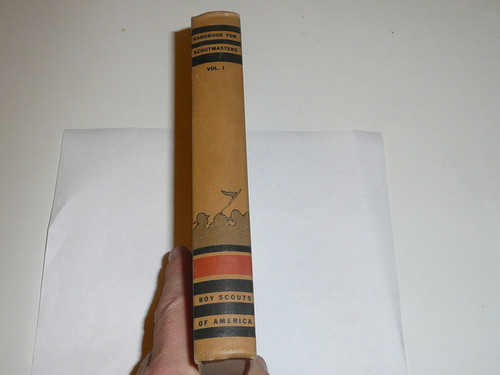 HANDBOOK FOR
SCOUTMASTERS
VOL. I
BOY SCOUTS
OF AMERICA